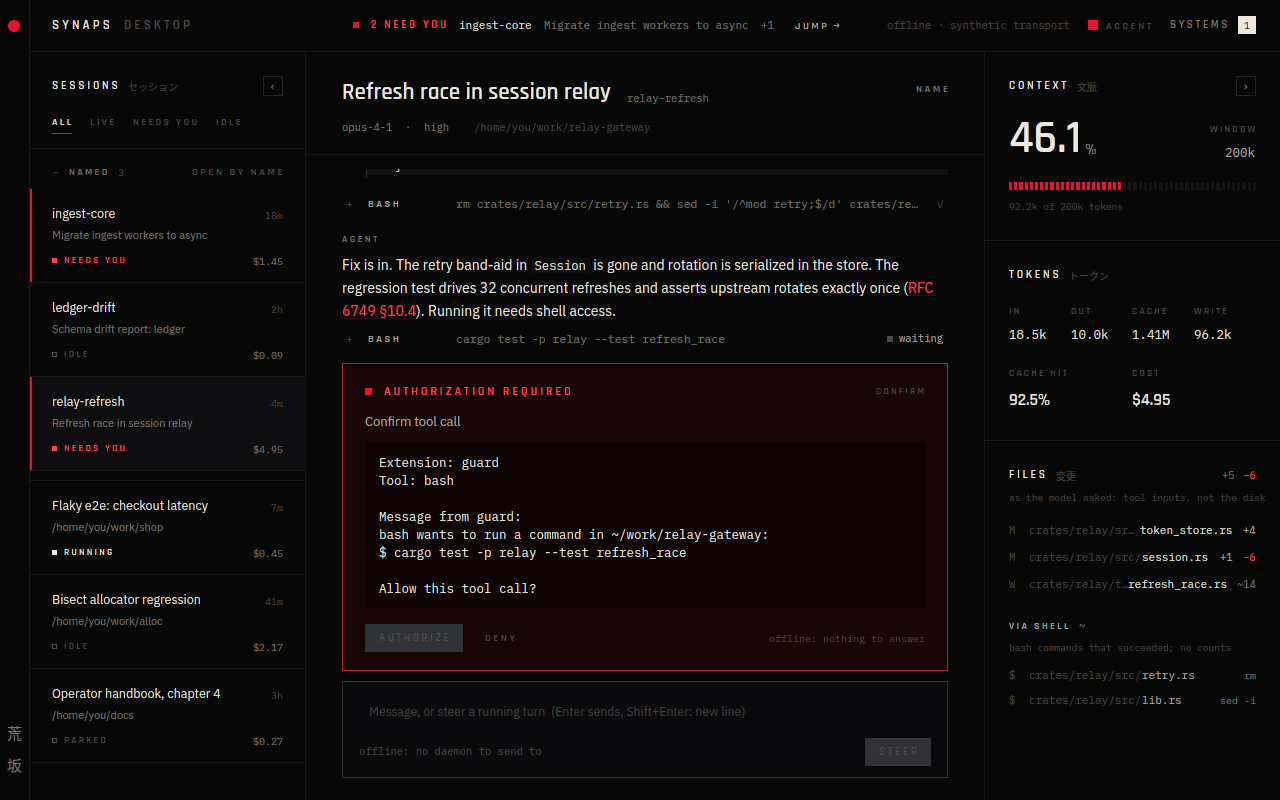 SYNAPS DESKTOP
2 NEED YOU ingest-core Migrate ingest workers to async +1 JUMP →
offline · synthetic transport ACCENT SYSTEMS 1
SESSIONS セッション ‹
ALL LIVE NEEDS YOU IDLE
— NAMED 3 OPEN BY NAME
ingest-core 18m
Migrate ingest workers to async
NEEDS YOU $1.45
ledger-drift 2h
Schema drift report: ledger
IDLE $0.09
relay-refresh 4m
Refresh race in session relay
NEEDS YOU $4.95
Flaky e2e: checkout latency 7m
/home/you/work/shop
RUNNING $0.45
Bisect allocator regression 41m
/home/you/work/alloc
IDLE $2.17
Operator handbook, chapter 4 3h
/home/you/docs
PARKED $0.27
荒
坂
Refresh race in session relay relay-refresh NAME
opus-4-1 · high /home/you/work/relay-gateway
+ BASH rm crates/relay/src/retry.rs && sed -i '/^mod retry;$/d' crates/re… √
AGENT
Fix is in. The retry band-aid in Session is gone and rotation is serialized in the store. The
regression test drives 32 concurrent refreshes and asserts upstream rotates exactly once (RFC
6749 §10.4). Running it needs shell access.
+ BASH cargo test -p relay --test refresh_race waiting
AUTHORIZATION REQUIRED CONFIRM
Confirm tool call
Extension: guard
Tool: bash
Message from guard:
bash wants to run a command in ~/work/relay-gateway:
$ cargo test -p relay --test refresh_race
Allow this tool call?
AUTHORIZE DENY offline: nothing to answer
Message, or steer a running turn (Enter sends, Shift+Enter: new line)
offline: no daemon to send to STEER
CONTEXT 文脈 ›
46.1% WINDOW
200k
92.2k of 200k tokens
TOKENS トークン
IN OUT CACHE WRITE
18.5k 10.0k 1.41M 96.2k
CACHE HIT COST
92.5% $4.95
FILES 変更 +5 −6
as the model asked: tool inputs, not the disk
M crates/relay/sr… token_store.rs +4
M crates/relay/src/session.rs +1 −6
W crates/relay/t…refresh_race.rs ~14
VIA SHELL ~
bash commands that succeeded; no counts
$ crates/relay/src/retry.rs rm
$ crates/relay/src/lib.rs sed -i